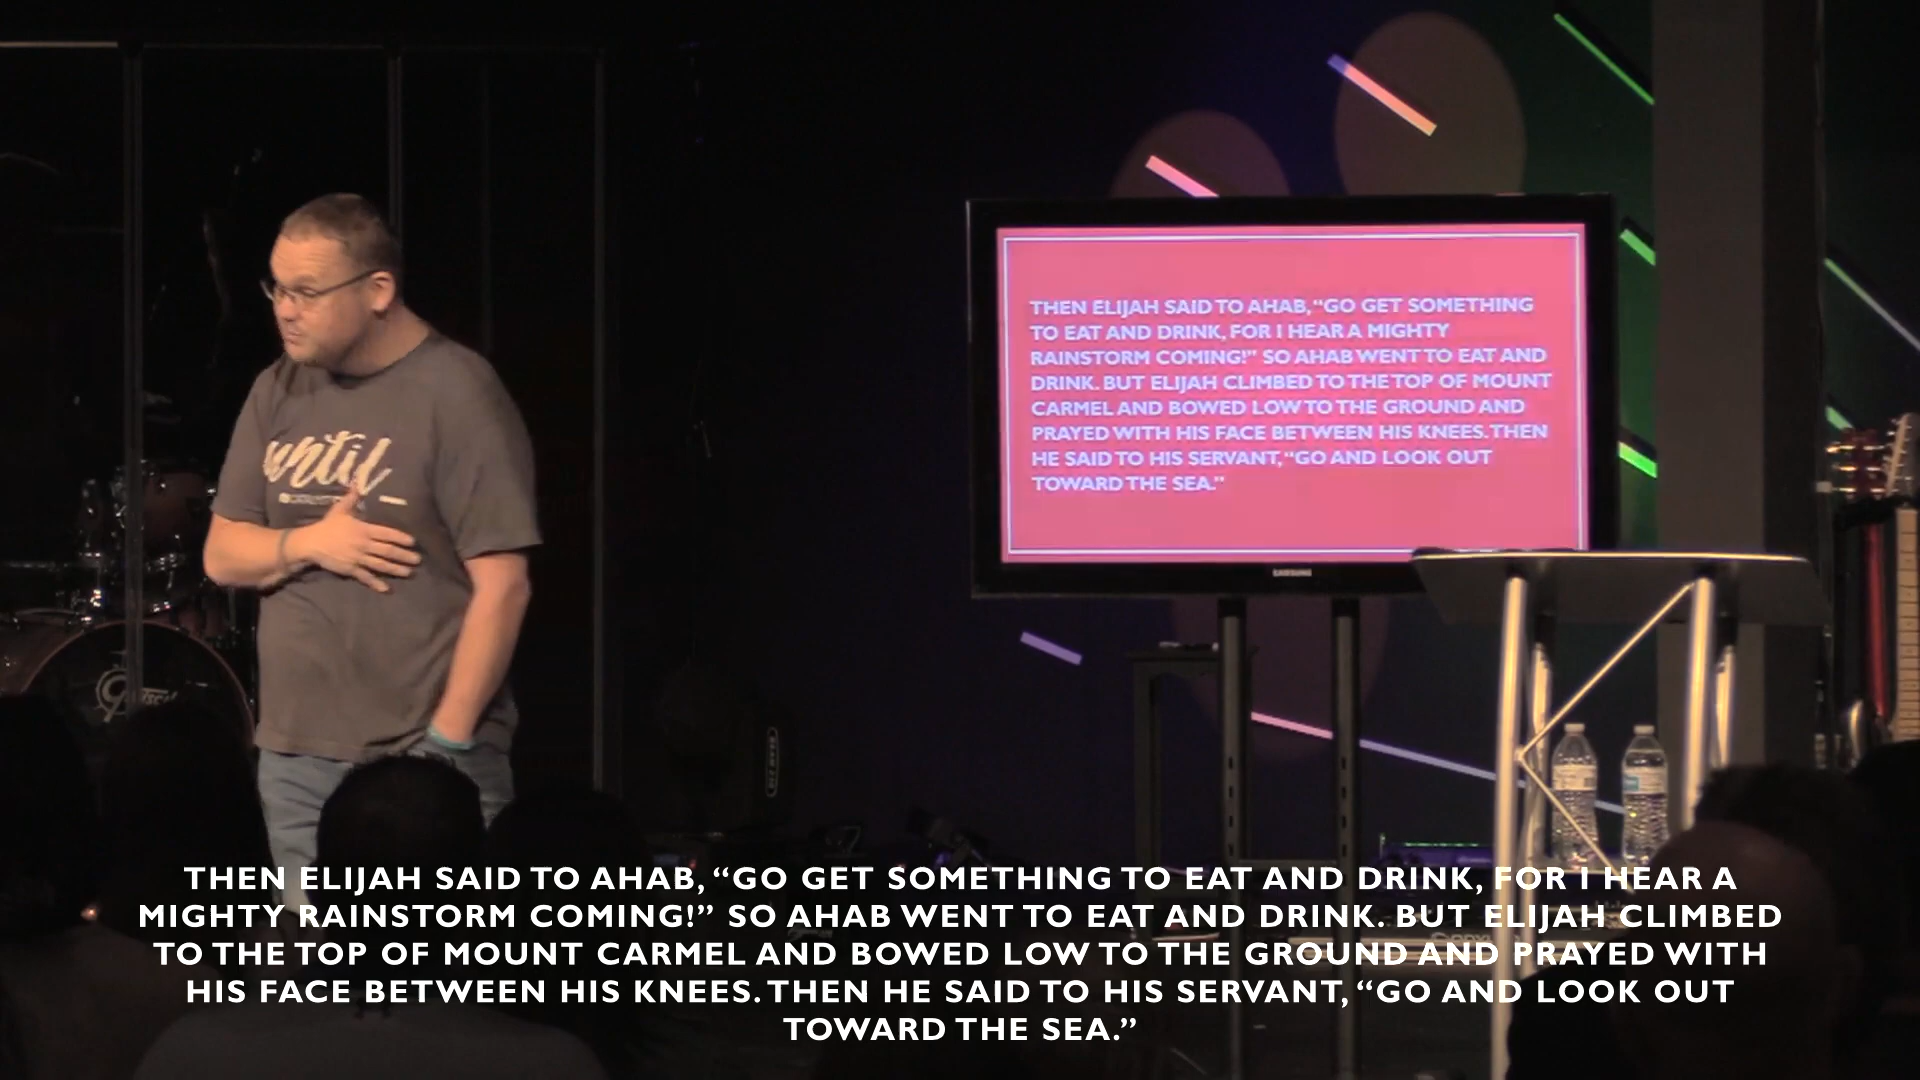 until
THEN ELIJAH SAID TO AHAB, “GO GET SOMETHING
TO EAT AND DRINK, FOR I HEAR A MIGHTY
RAINSTORM COMING!” SO AHAB WENT TO EAT AND
DRINK. BUT ELIJAH CLIMBED TO THE TOP OF MOUNT
CARMEL AND BOWED LOW TO THE GROUND AND
PRAYED WITH HIS FACE BETWEEN HIS KNEES. THEN
HE SAID TO HIS SERVANT, “GO AND LOOK OUT
TOWARD THE SEA.”
SAMSUNG
Gretsch
THEN ELIJAH SAID TO AHAB, “GO GET SOMETHING TO EAT AND DRINK, FOR I HEAR A
MIGHTY RAINSTORM COMING!” SO AHAB WENT TO EAT AND DRINK. BUT ELIJAH CLIMBED
TO THE TOP OF MOUNT CARMEL AND BOWED LOW TO THE GROUND AND PRAYED WITH
HIS FACE BETWEEN HIS KNEES. THEN HE SAID TO HIS SERVANT, “GO AND LOOK OUT
TOWARD THE SEA.”